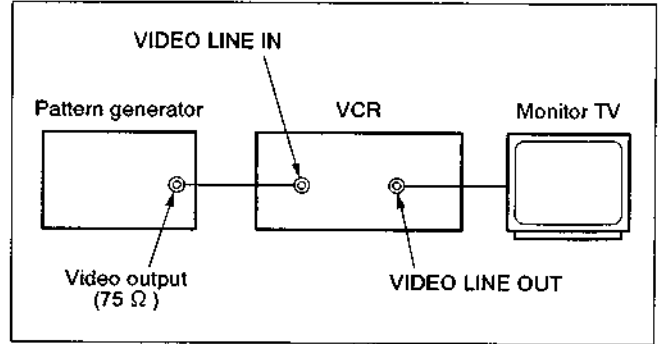 VIDEO LINE IN
Pattern generator
VCR
Monitor TV
Video output
(75 Ω)
VIDEO LINE OUT